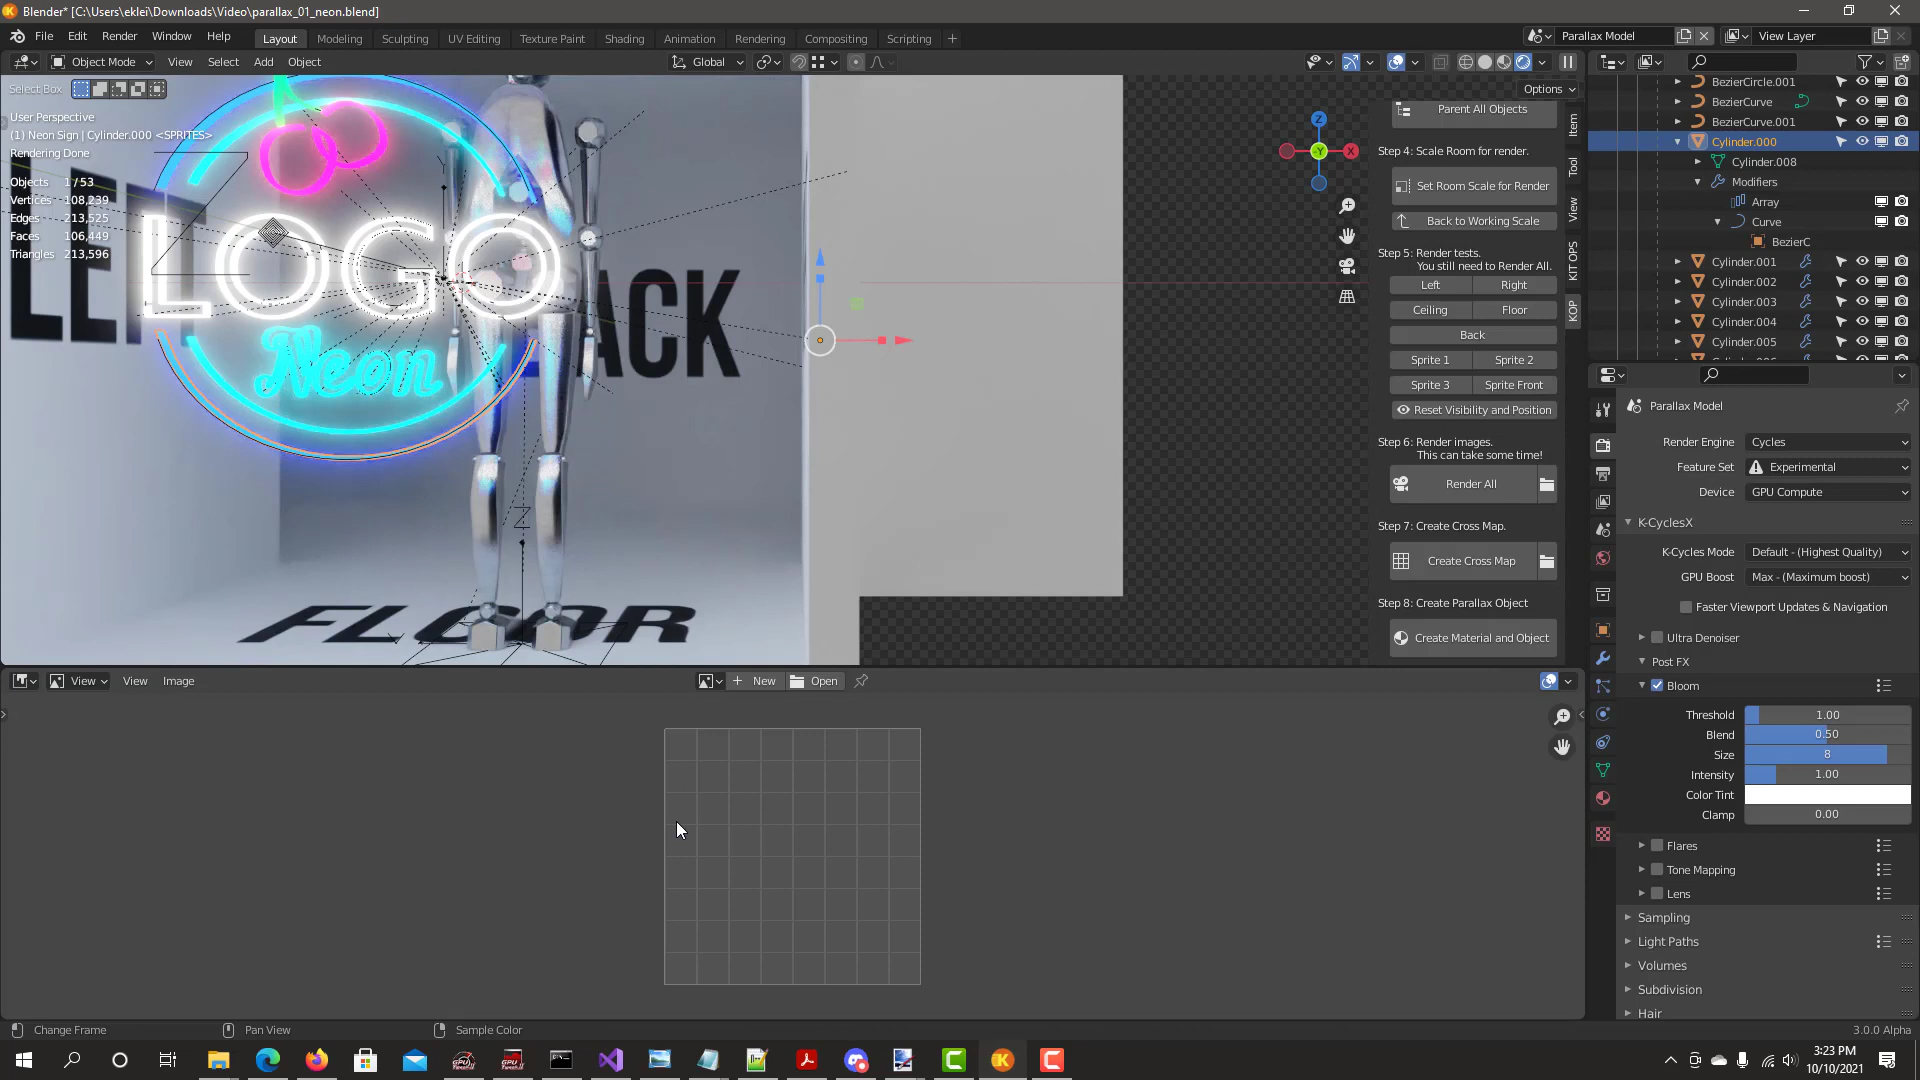 Blender* [C:\Users\eklei\Downloads\Video\parallax_01_neon.blend]
File Edit Render Window Help
Layout Modeling Sculpting UV Editing Texture Paint Shading Animation Rendering Compositing Scripting +
Parallax Model
View Layer
Object Mode View Select Add Object
Global
Options
Select Box
User Perspective
(1) Neon Sign | Cylinder.000 <SPRITES>
Rendering Done
Objects 1 / 53
Vertices 108,239
Edges 213,525
Faces 106,449
Triangles 213,596
LOGO
Neon
FLOOR
Z
X
-Y
Item
Tool
View
KIT OPS
KOP
Parent All Objects
Step 4: Scale Room for render.
Set Room Scale for Render
Back to Working Scale
Step 5: Render tests.
You still need to Render All.
Left Right
Ceiling Floor
Back
Sprite 1 Sprite 2
Sprite 3 Sprite Front
Reset Visibility and Position
Step 6: Render images.
This can take some time!
Render All
Step 7: Create Cross Map.
Create Cross Map
Step 8: Create Parallax Object
Create Material and Object
BezierCircle.001
BezierCurve
BezierCurve.001
Cylinder.000
Cylinder.008
Modifiers
Array
Curve
BezierC
Cylinder.001
Cylinder.002
Cylinder.003
Cylinder.004
Cylinder.005
Parallax Model
Render Engine Cycles
Feature Set Experimental
Device GPU Compute
K-CyclesX
K-Cycles Mode Default - (Highest Quality)
GPU Boost Max - (Maximum boost)
Faster Viewport Updates & Navigation
Ultra Denoiser
Post FX
Bloom
Threshold 1.00
Blend 0.50
Size 8
Intensity 1.00
Color Tint
Clamp 0.00
Flares
Tone Mapping
Lens
Sampling
Light Paths
Volumes
Subdivision
Hair
View View Image
New Open
Change Frame Pan View Sample Color
3.0.0 Alpha
3:23 PM
10/10/2021